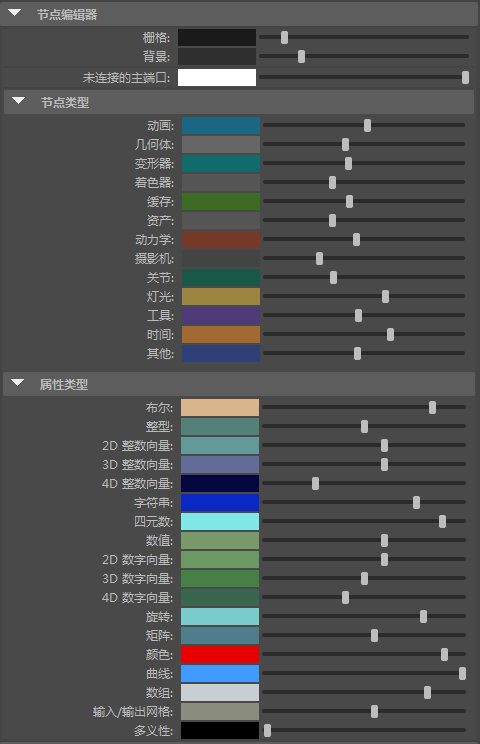 节点编辑器
栅格:
背景:
未连接的主端口:
节点类型
动画:
几何体:
变形器:
着色器:
缓存:
资产:
动力学:
摄影机:
关节:
灯光:
工具:
时间:
其他:
属性类型
布尔:
整型:
2D 整数向量:
3D 整数向量:
4D 整数向量:
字符串:
四元数:
数值:
2D 数字向量:
3D 数字向量:
4D 数字向量:
旋转:
矩阵:
颜色:
曲线:
数组:
输入/输出网格:
多义性: